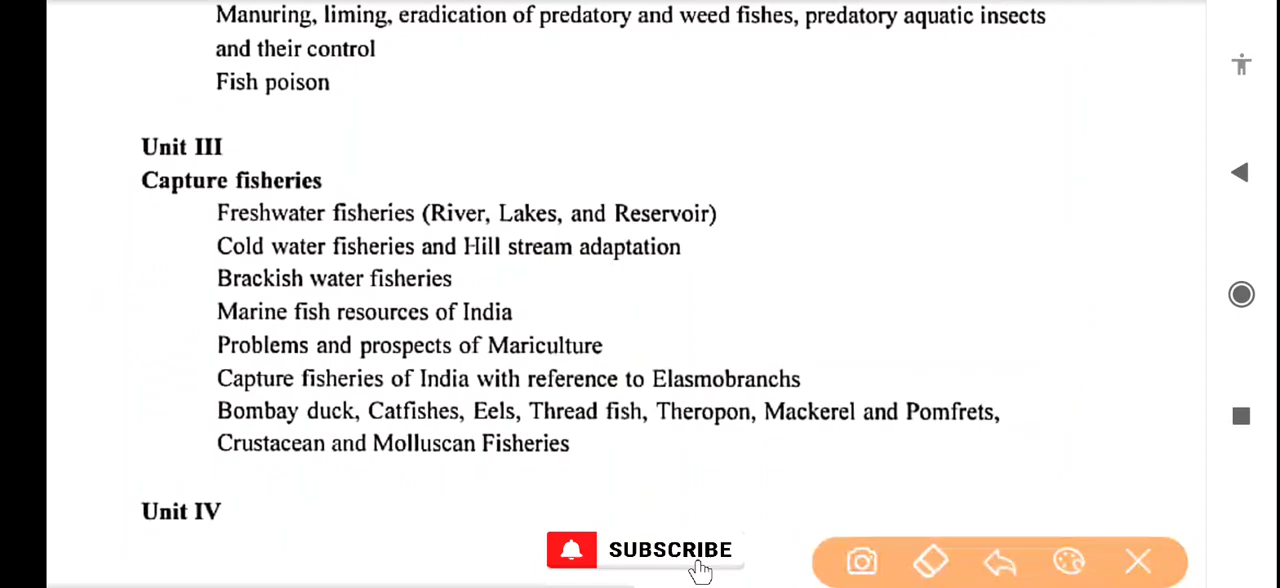 Manuring, liming, eradication of predatory and weed fishes, predatory aquatic insects
and their control
Fish poison
Unit III
Capture fisheries
Freshwater fisheries (River, Lakes, and Reservoir)
Cold water fisheries and Hill stream adaptation
Brackish water fisheries
Marine fish resources of India
Problems and prospects of Mariculture
Capture fisheries of India with reference to Elasmobranchs
Bombay duck, Catfishes, Eels, Thread fish, Theropon, Mackerel and Pomfrets,
Crustacean and Molluscan Fisheries
Unit IV
SUBSCRIBE